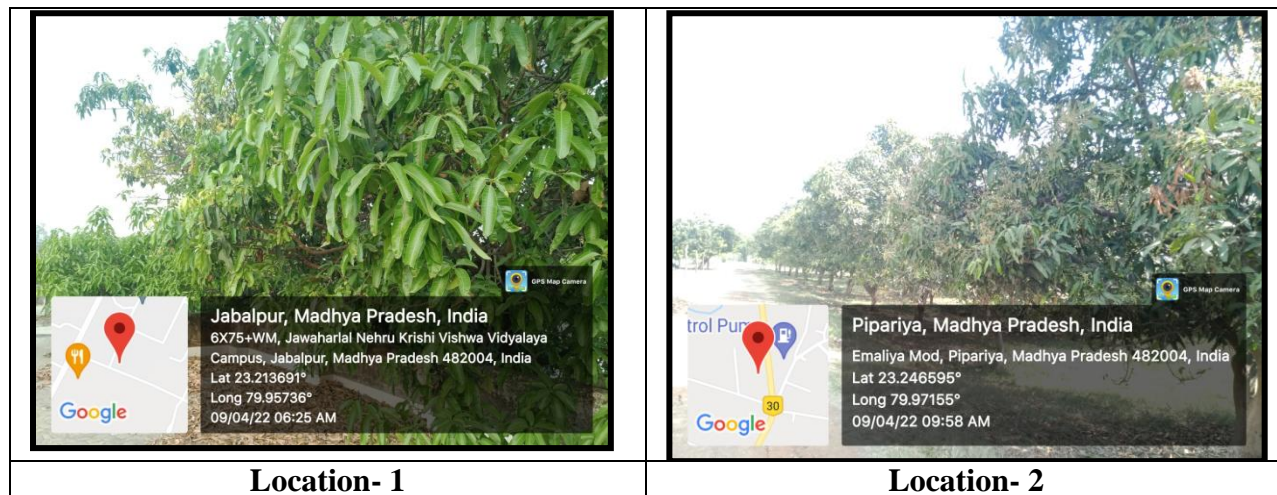 GPS Map Camera
Jabalpur, Madhya Pradesh, India
6X75+WM, Jawaharlal Nehru Krishi Vishwa Vidyalaya
Campus, Jabalpur, Madhya Pradesh 482004, India
Lat 23.213691°
Long 79.95736°
09/04/22 06:25 AM
Google
Location- 1
GPS Map Camera
trol Pum
30
Google
Pipariya, Madhya Pradesh, India
Emaliya Mod, Pipariya, Madhya Pradesh 482004, India
Lat 23.246595°
Long 79.97155°
09/04/22 09:58 AM
Location- 2